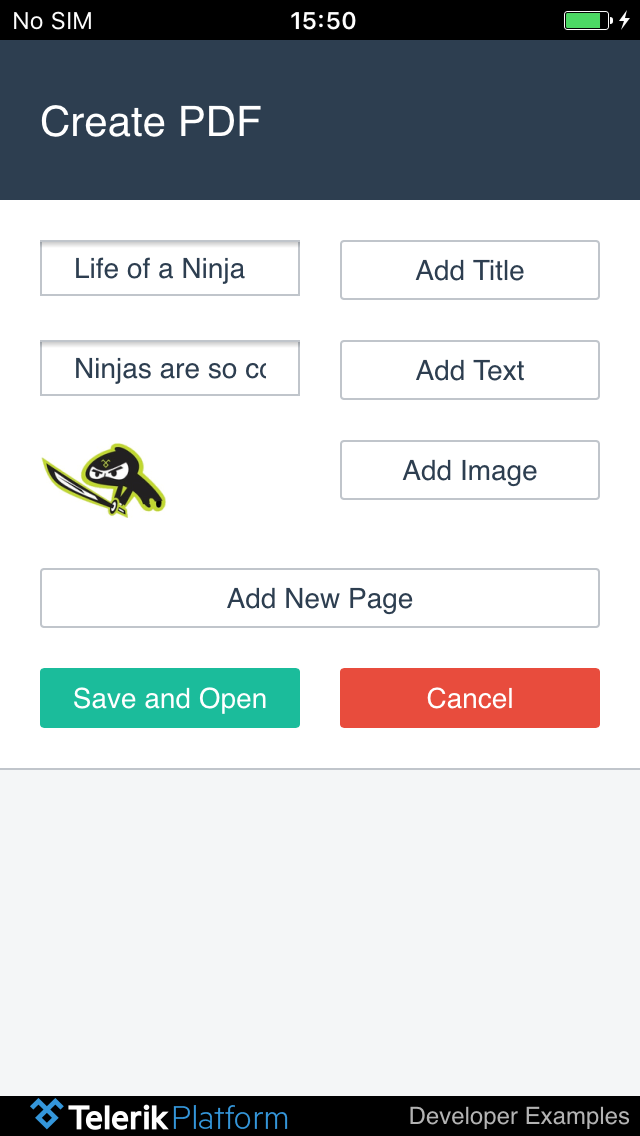 No SIM 15:50
Create PDF
Life of a Ninja Add Title
Ninjas are so Add Text
Add Image
Add New Page
Save and Open Cancel
Telerik Platform Developer Examples